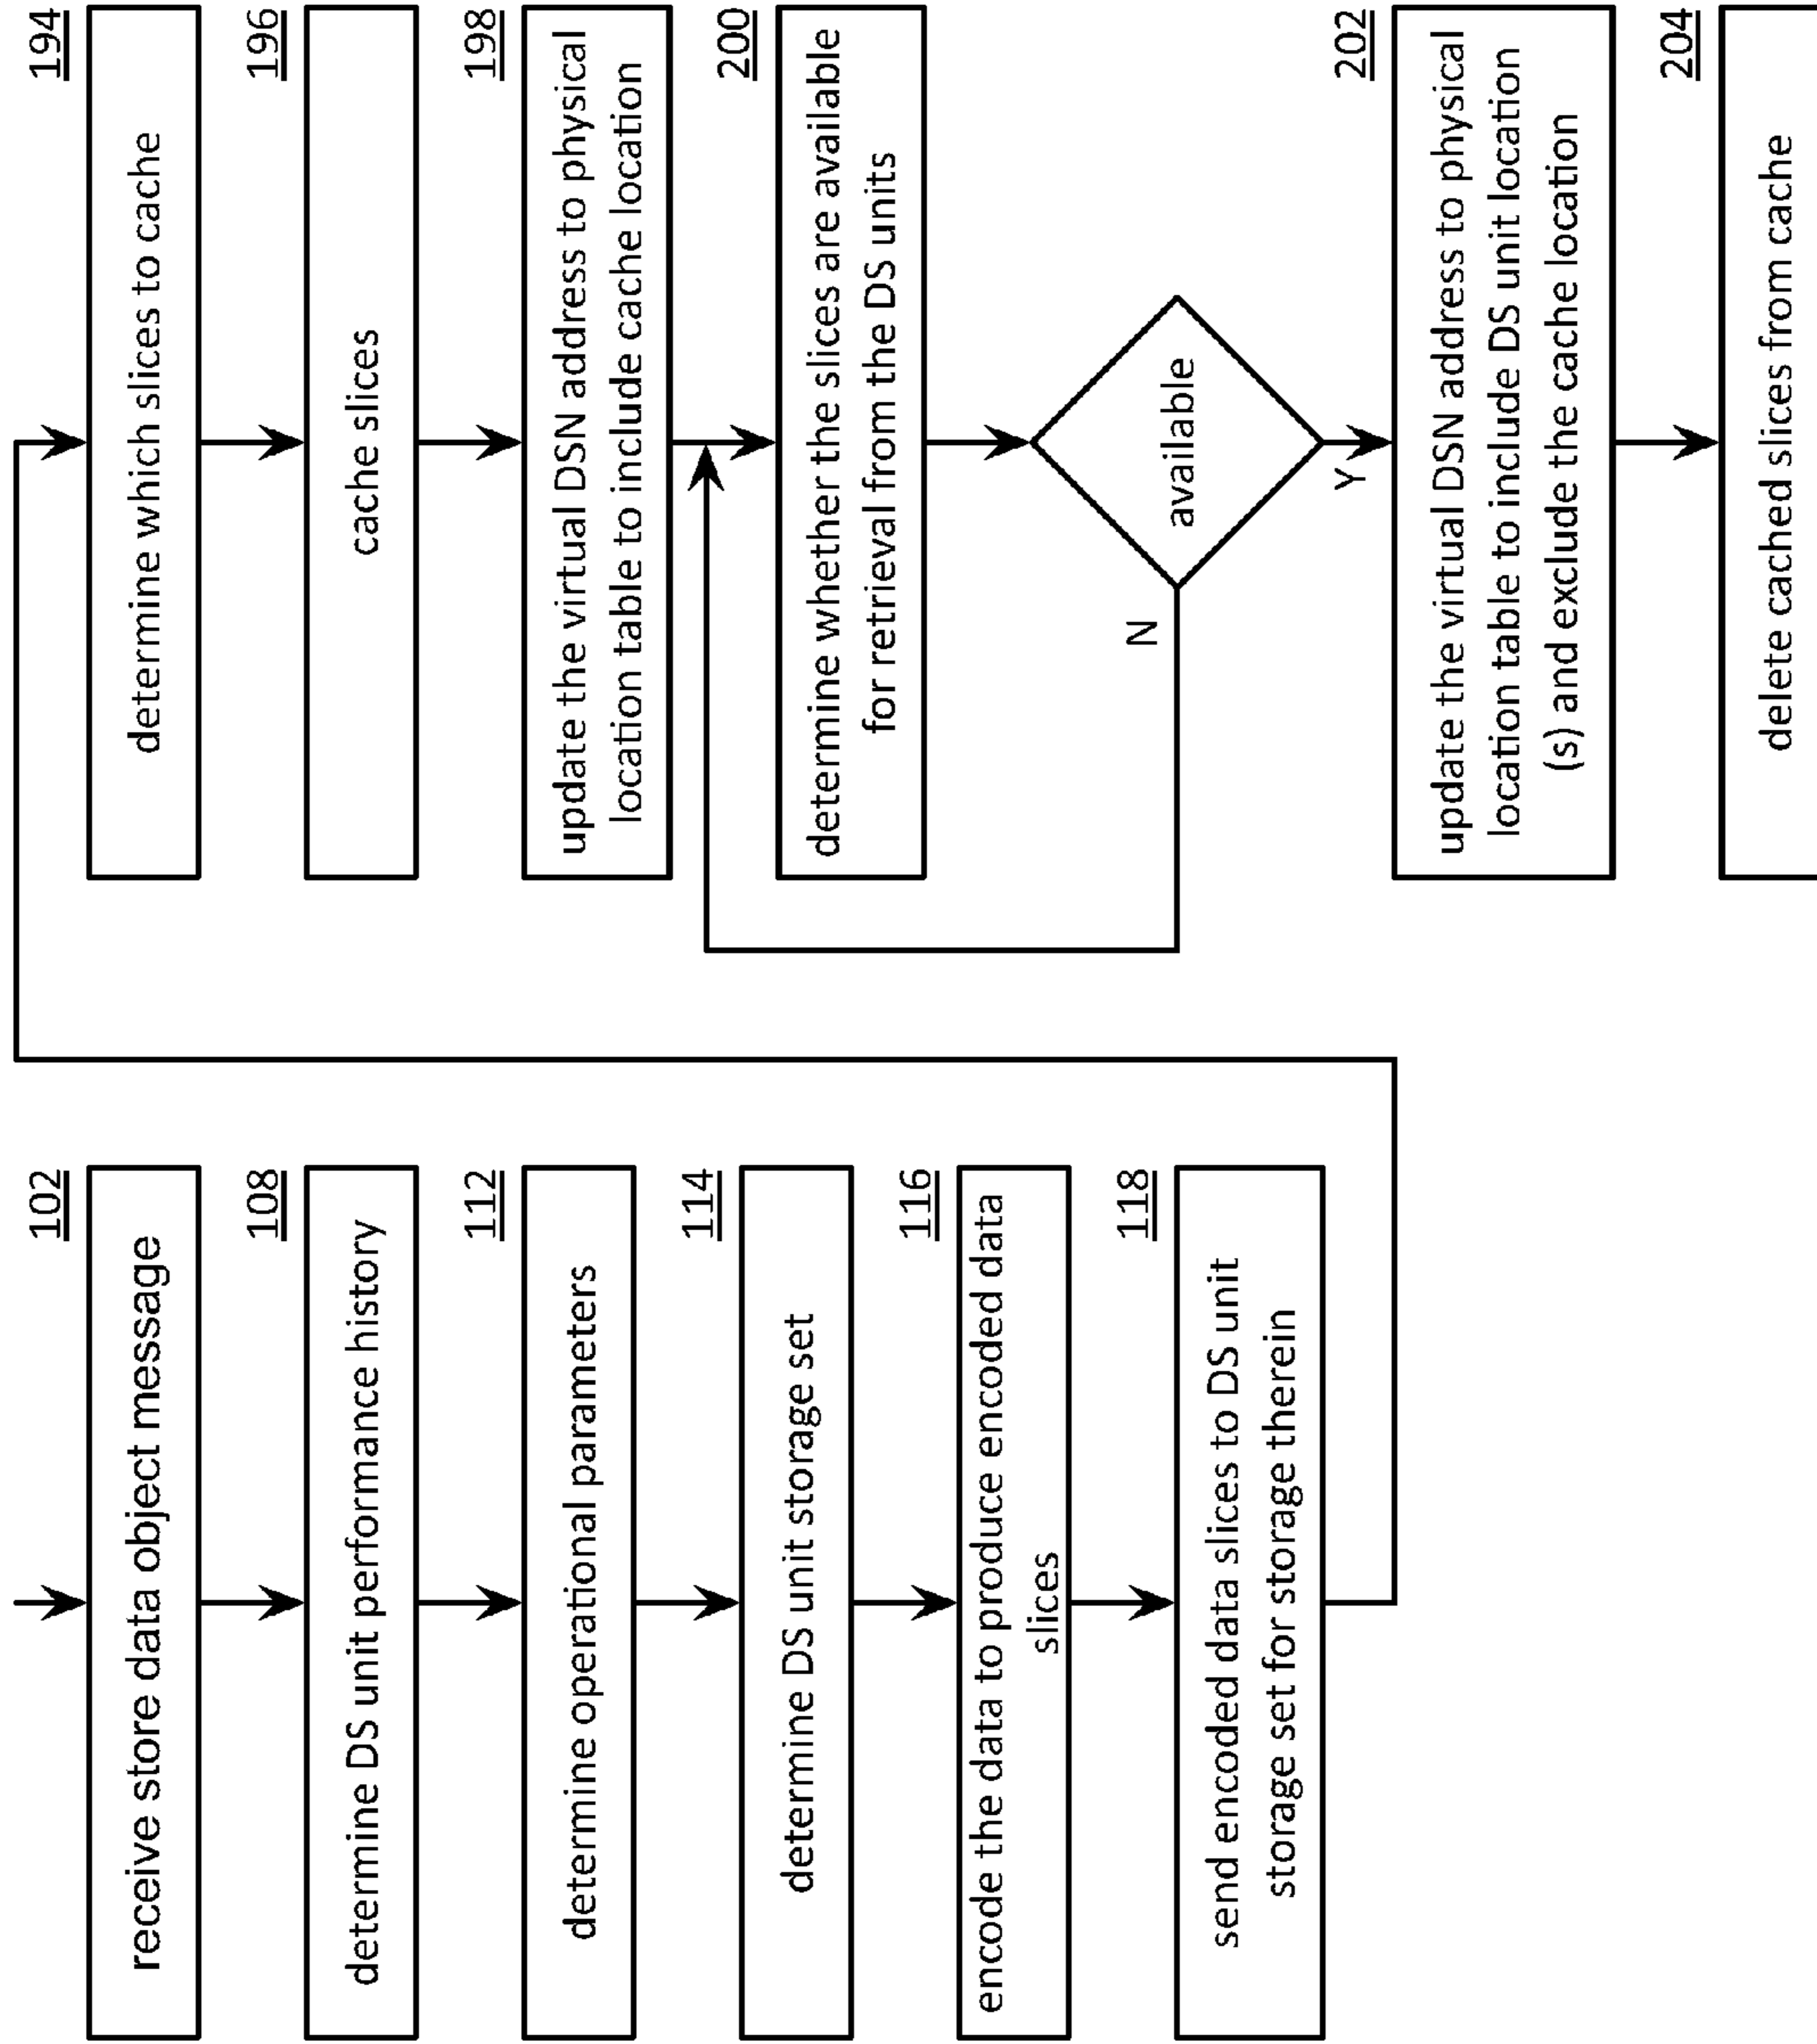 102
receive store data object message
108
determine DS unit performance history
112
determine operational parameters
114
determine DS unit storage set
116
encode the data to produce encoded data
slices
118
send encoded data slices to DS unit
storage set for storage therein
194
determine which slices to cache
196
cache slices
198
update the virtual DSN address to physical
location table to include cache location
200
determine whether the slices are available
for retrieval from the DS units
available
N
Y
202
update the virtual DSN address to physical
location table to include DS unit location
(s) and exclude the cache location
204
delete cached slices from cache